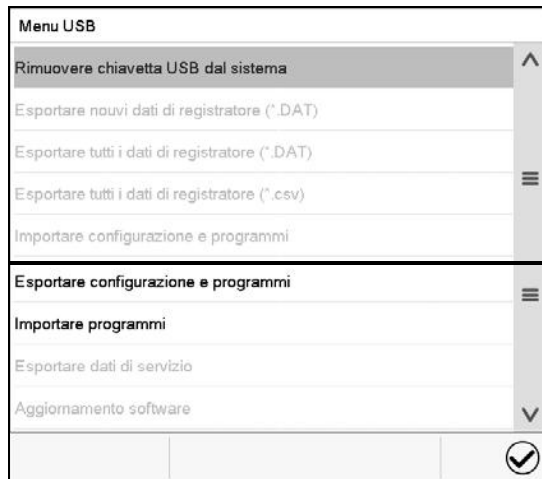 Menu USB
Rimuovere chiavetta USB dal sistema
Esportare nouvi dati di registratore (*.DAT)
Esportare tutti i dati di registratore (*.DAT)
Esportare tutti i dati di registratore (*.csv)
Importare configurazione e programmi
Esportare configurazione e programmi
Importare programmi
Esportare dati di servizio
Aggiornamento software